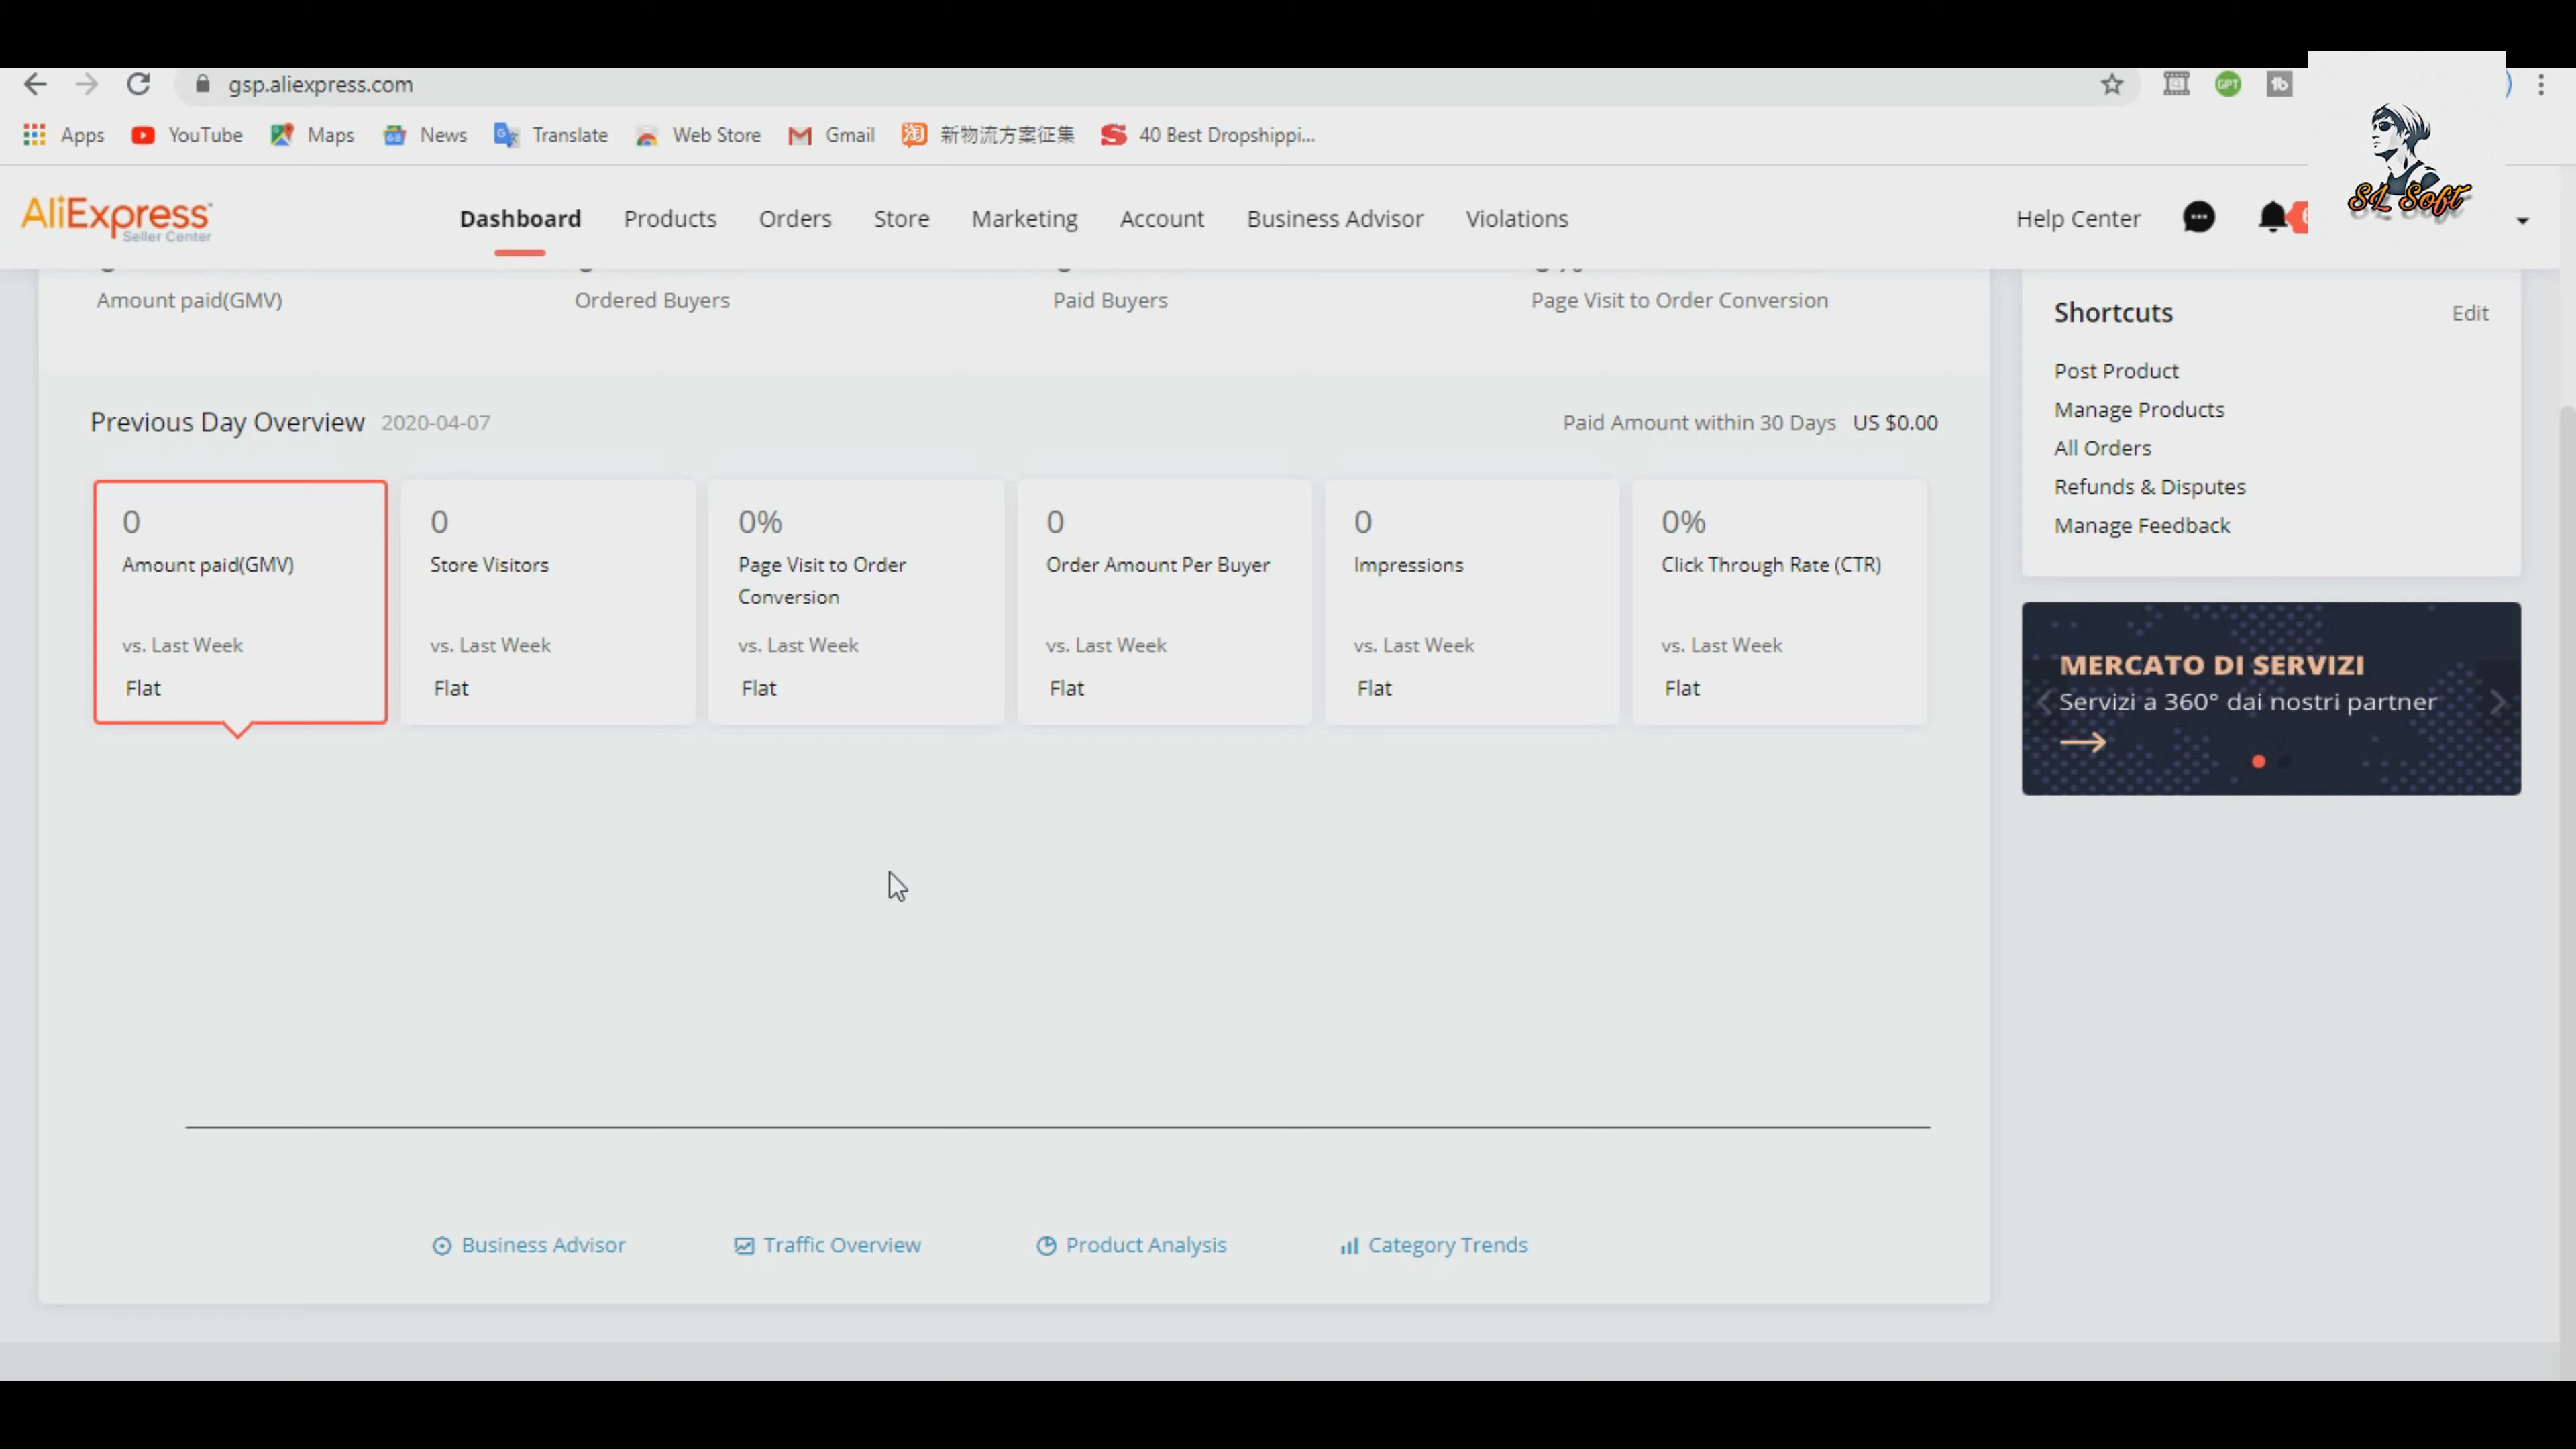 gsp.aliexpress.com
GPT
Apps YouTube Maps News Translate Web Store Gmail 新物流方案征集 40 Best Dropshippi...
SL Soft
AliExpress
Seller Center
Dashboard Products Orders Store Marketing Account Business Advisor Violations Help Center
Amount paid(GMV) Ordered Buyers Paid Buyers Page Visit to Order Conversion
Previous Day Overview 2020-04-07 Paid Amount within 30 Days US $0.00
0
Amount paid(GMV)
vs. Last Week
Flat
0
Store Visitors
vs. Last Week
Flat
0%
Page Visit to Order
Conversion
vs. Last Week
Flat
0
Order Amount Per Buyer
vs. Last Week
Flat
0
Impressions
vs. Last Week
Flat
0%
Click Through Rate (CTR)
vs. Last Week
Flat
Business Advisor Traffic Overview Product Analysis Category Trends
Shortcuts Edit
Post Product
Manage Products
All Orders
Refunds & Disputes
Manage Feedback
MERCATO DI SERVIZI
Servizi a 360° dai nostri partner